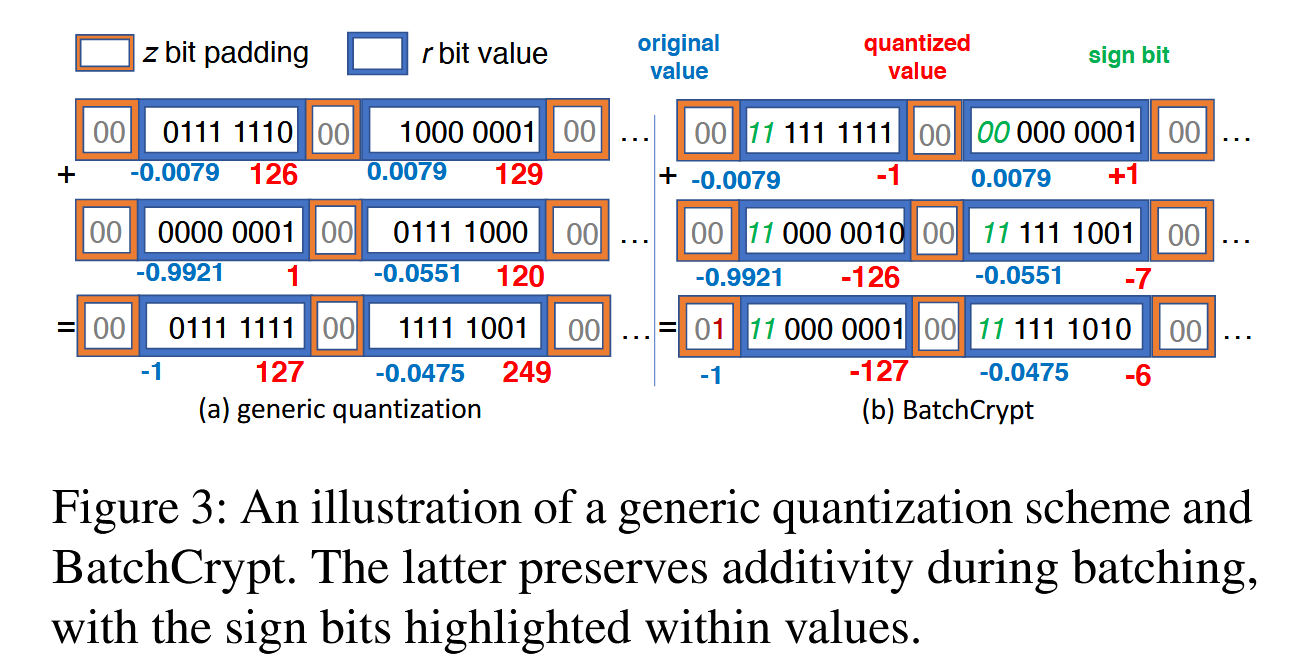 z bit padding r bit value original value quantized value sign bit
00 0111 1110 00 1000 0001 00 ... 00 11 111 1111 00 00 000 0001 00 ...
+ -0.0079 126 0.0079 129 + -0.0079 -1 0.0079 +1
00 0000 0001 00 0111 1000 00 ... 00 11 000 0010 00 11 111 1001 00 ...
-0.9921 1 -0.0551 120 -0.9921 -126 -0.0551 -7
= 00 0111 1111 00 1111 1001 00 ... = 01 11 000 0001 00 11 111 1010 00 ...
-1 127 -0.0475 249 -1 -127 -0.0475 -6
(a) generic quantization (b) BatchCrypt
Figure 3: An illustration of a generic quantization scheme and
BatchCrypt. The latter preserves additivity during batching,
with the sign bits highlighted within values.